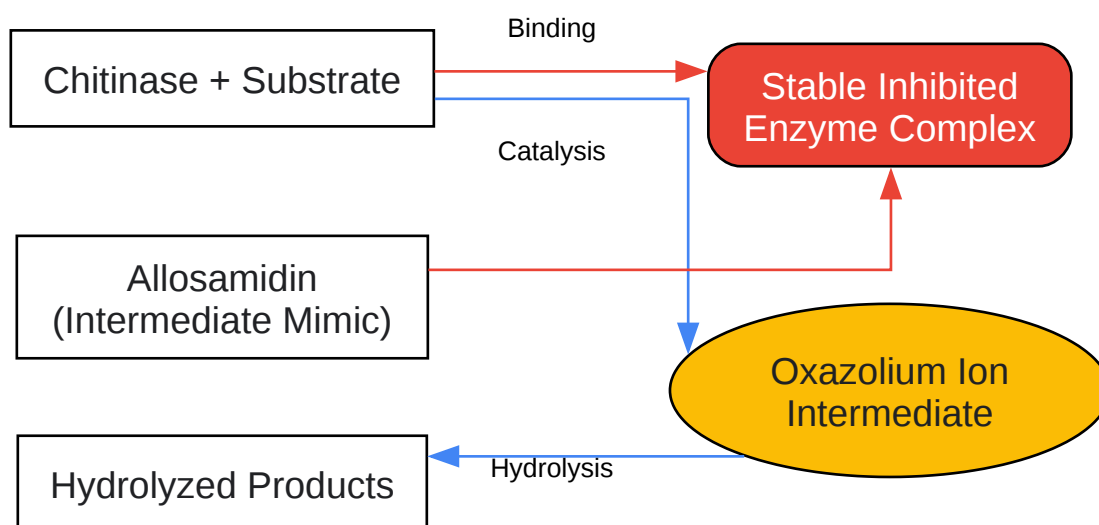 Binding
Chitinase + Substrate
Stable Inhibited
Enzyme Complex
Catalysis
Allosamidin
(Intermediate Mimic)
Oxazolium Ion
Intermediate
Hydrolysis
Hydrolyzed Products